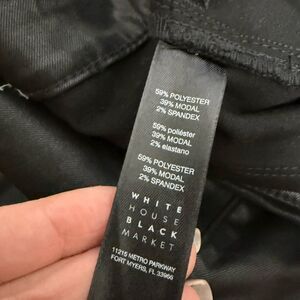 59% POLYESTER
39% MODAL
2% SPANDEX
59% poliéster
39% MODAL
2% elastano
59% POLYESTER
39% MODAL
2% SPANDEX
WHITE
HOUSE
BLACK
MARKET
11215 METRO PARKWAY
FORT MYERS, FL 33966